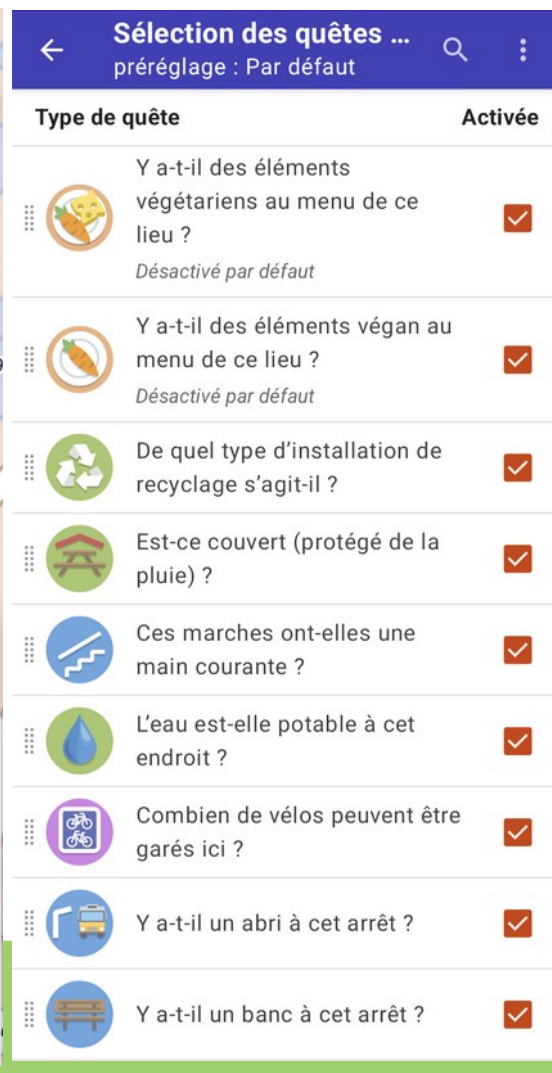 Sélection des quêtes ...
préréglage : Par défaut
Type de quête Activée
Y a-t-il des éléments
végétariens au menu de ce
lieu ?
Désactivé par défaut
Y a-t-il des éléments végan au
menu de ce lieu ?
Désactivé par défaut
De quel type d’installation de
recyclage s’agit-il ?
Est-ce couvert (protégé de la
pluie) ?
Ces marches ont-elles une
main courante ?
L’eau est-elle potable à cet
endroit ?
Combien de vélos peuvent être
garés ici ?
Y a-t-il un abri à cet arrêt ?
Y a-t-il un banc à cet arrêt ?